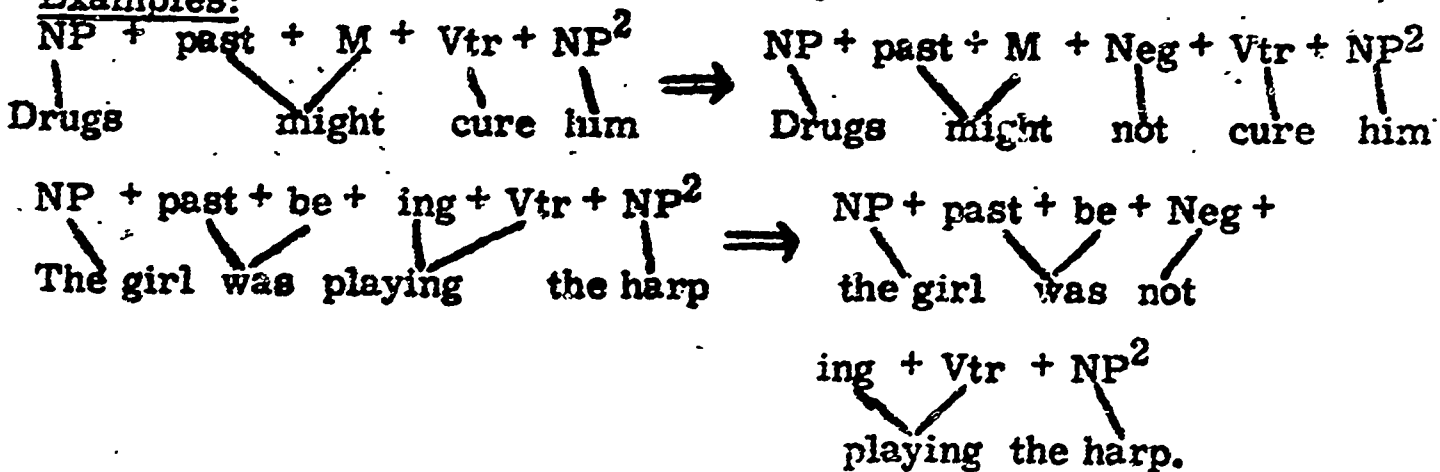 Examples:
NP + past + M + Vtr + NP² ⇒ NP + past + M + Neg + Vtr + NP²
Drugs might cure him Drugs might not cure him
NP + past + be + ing + Vtr + NP² ⇒ NP + past + be + Neg +
The girl was playing the harp the girl was not
ing + Vtr + NP²
playing the harp.